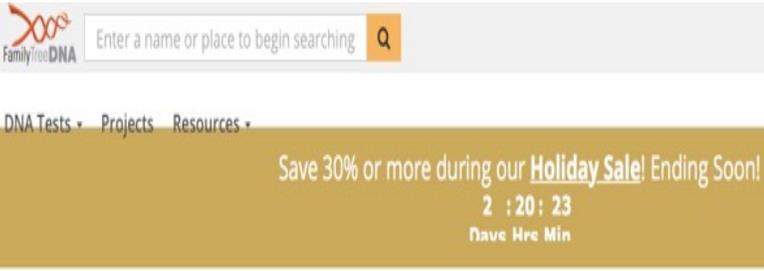 FamilyTreeDNA
Enter a name or place to begin searching
DNA Tests Projects Resources
Save 30% or more during our Holiday Sale! Ending Soon!
2 : 20 : 23
Days Hrs Min